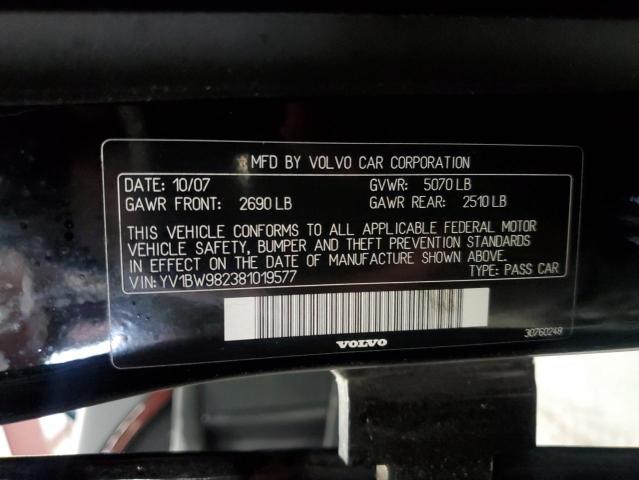 MFD BY VOLVO CAR CORPORATION
DATE: 10/07 GVWR: 5070 LB
GAWR FRONT: 2690 LB GAWR REAR: 2510 LB
THIS VEHICLE CONFORMS TO ALL APPLICABLE FEDERAL MOTOR
VEHICLE SAFETY, BUMPER AND THEFT PREVENTION STANDARDS
IN EFFECT ON THE DATE OF MANUFACTURE SHOWN ABOVE.
VIN: YV1BW982381019577 TYPE: PASS CAR
30760248
VOLVO